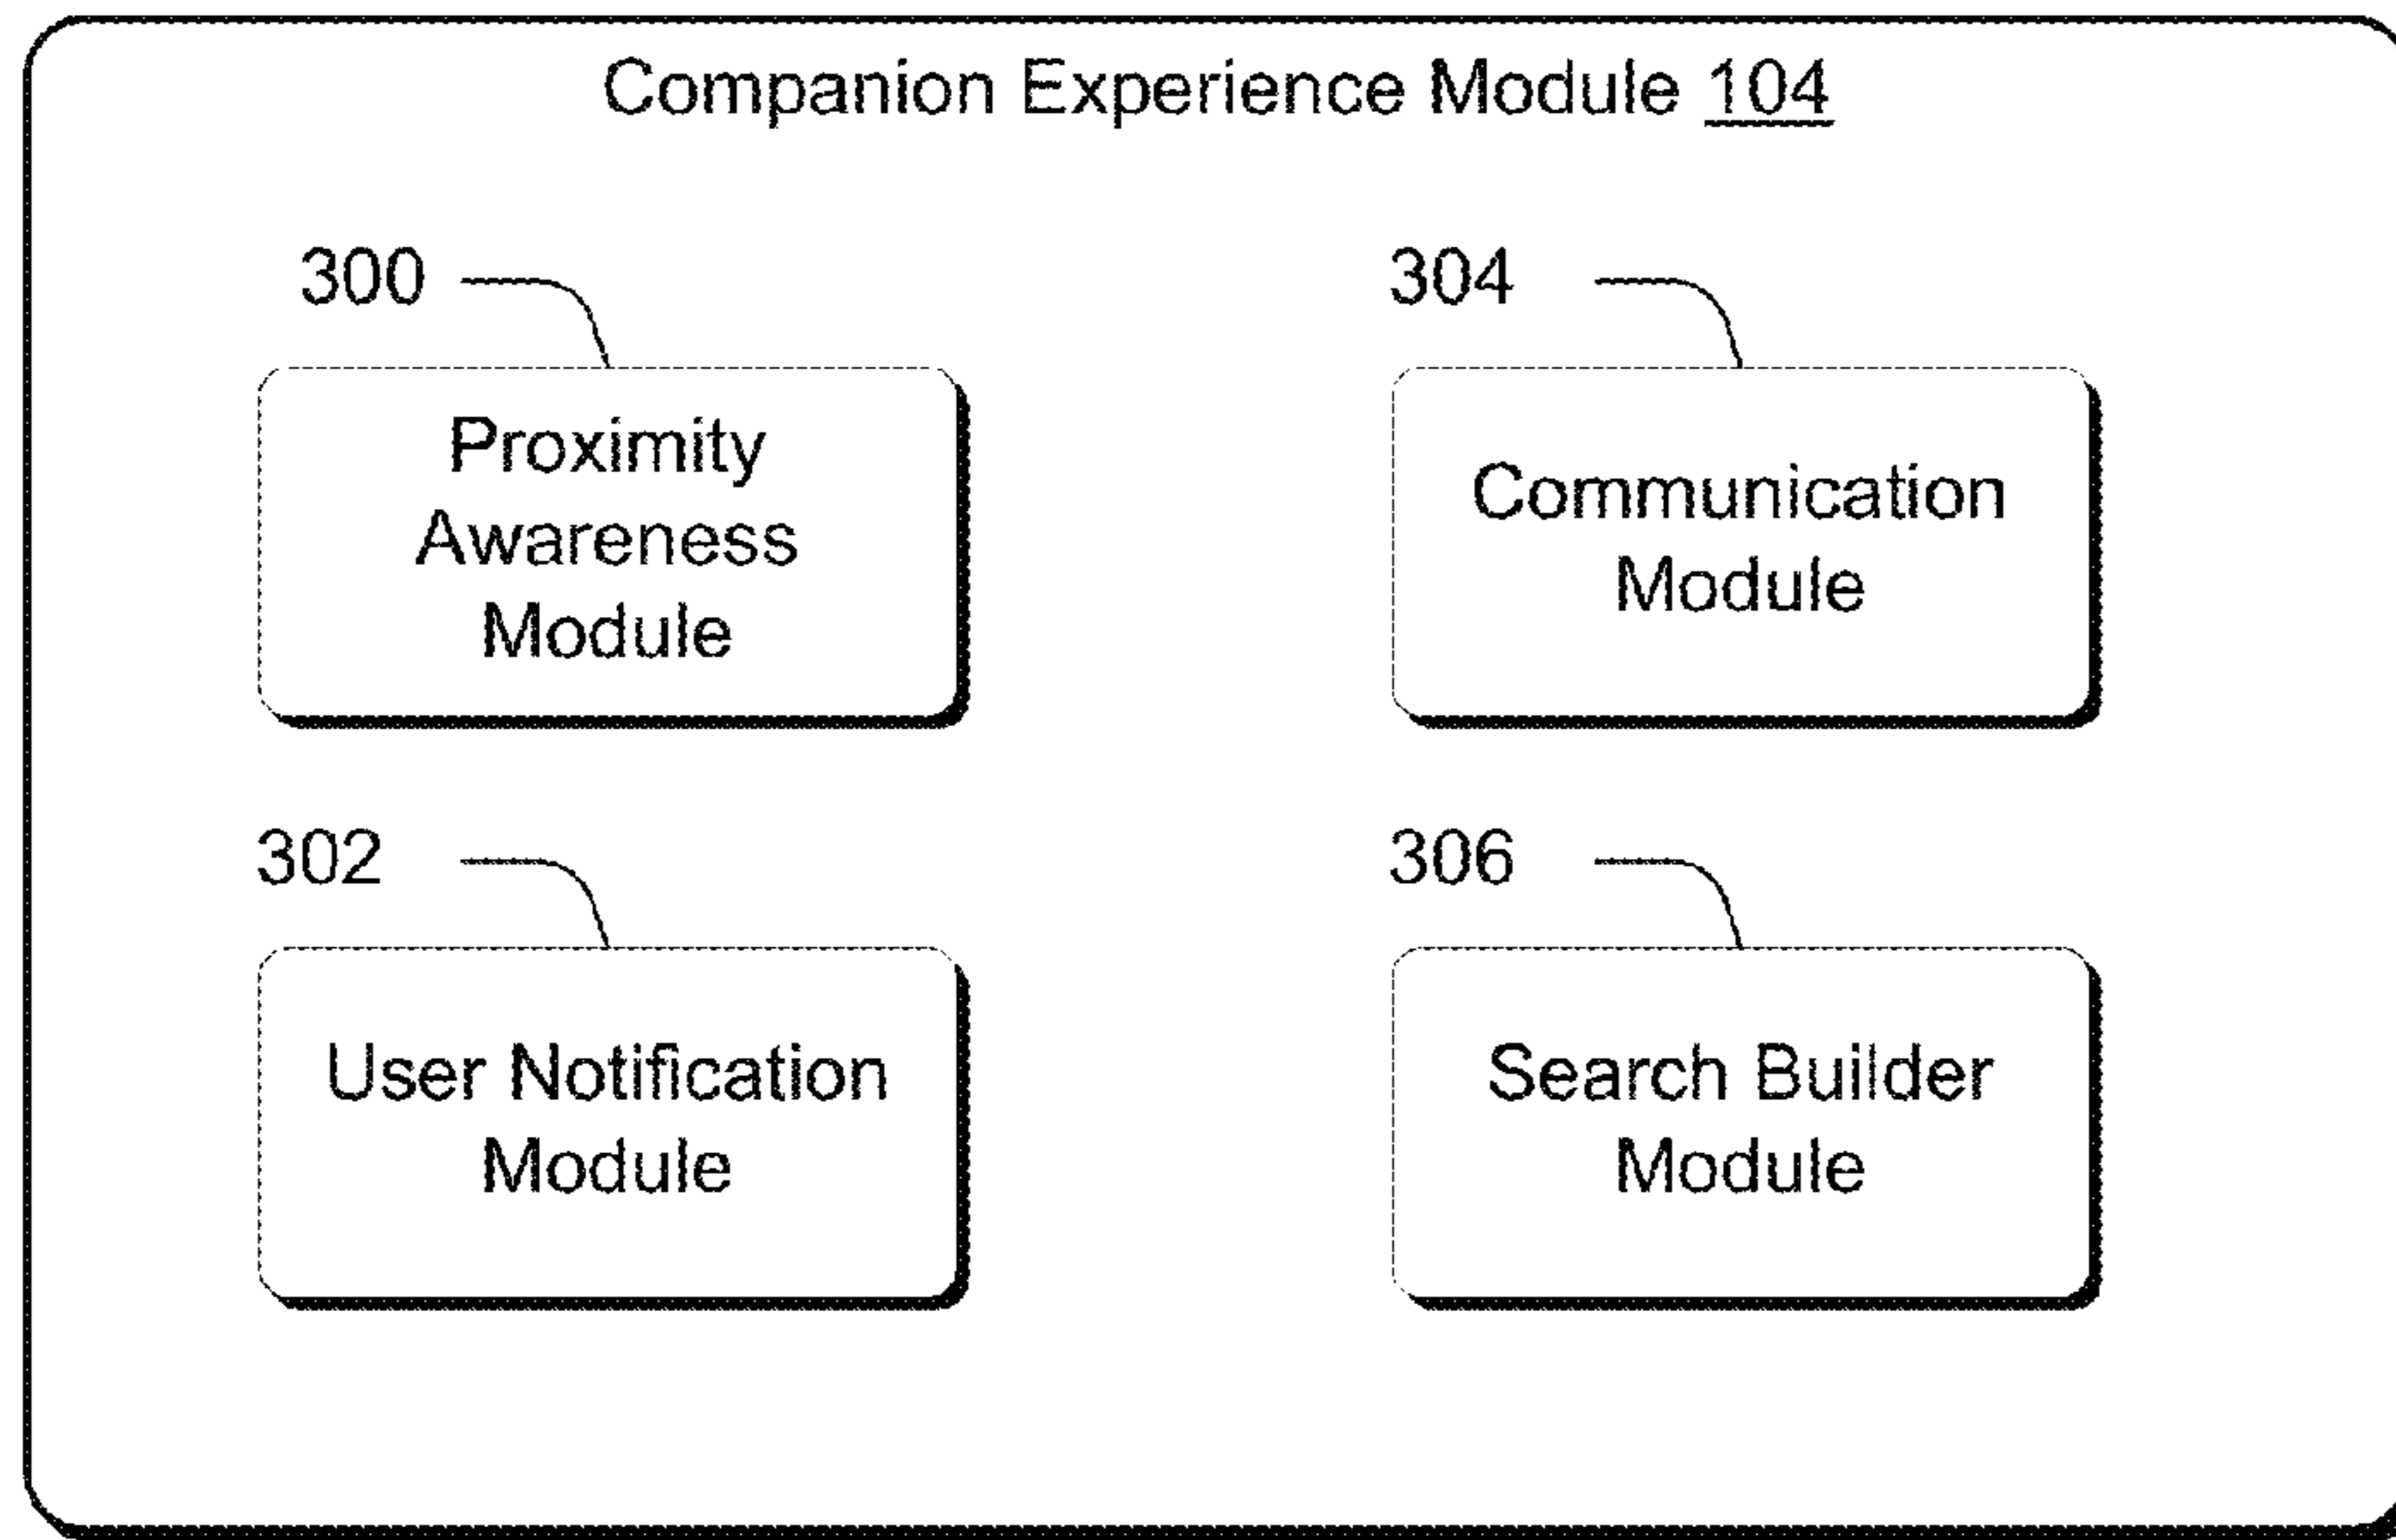 Companion Experience Module 104
300
Proximity
Awareness
Module
304
Communication
Module
302
User Notification
Module
306
Search Builder
Module